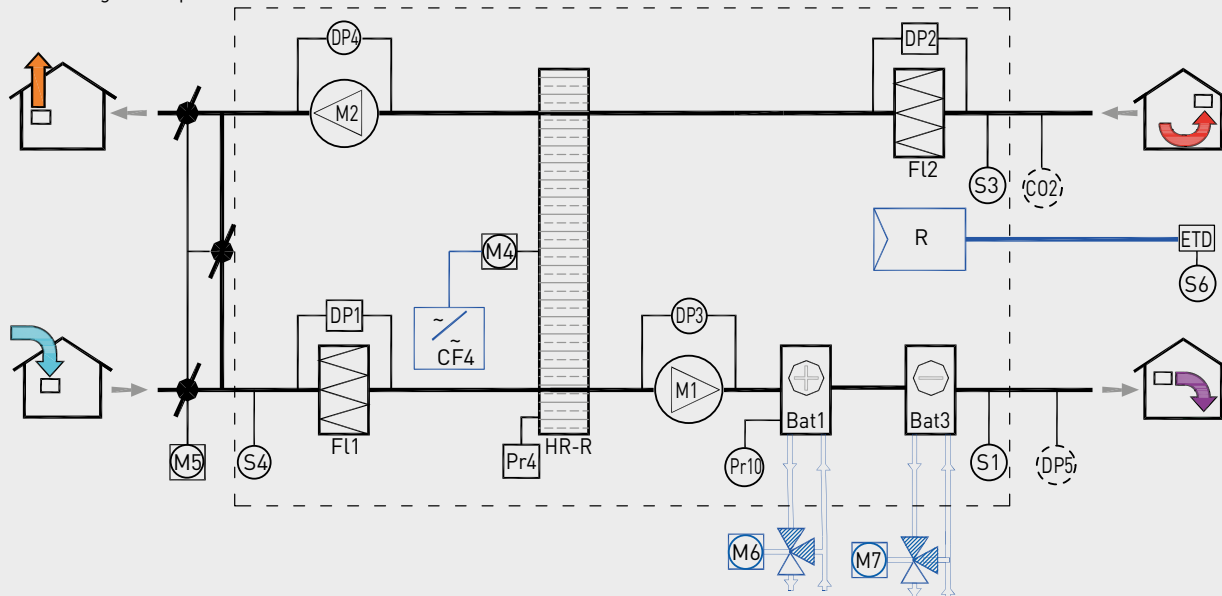 DP4
DP2
M2
Fl2
S3
CO2
R
ETD
S6
M4
~
~
CF4
DP1
DP3
M1
Bat1
Bat3
Fl1
HR-R
M5
S4
Pr4
Pr10
S1
DP5
M6
M7